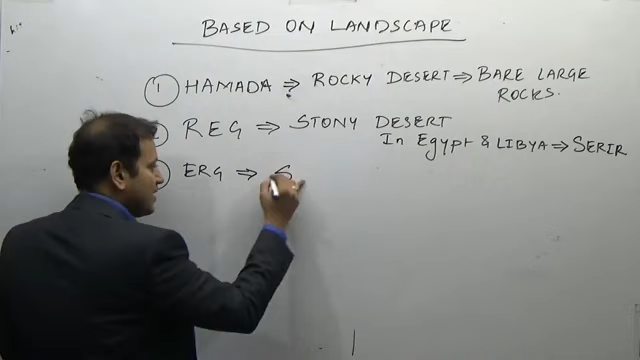 BASED ON LANDSCAPE
① HAMADA ⇒ ROCKY DESERT ⇒ BARE LARGE
ROCKS.
REG ⇒ STONY DESERT
In Egypt & LIBYA ⇒ SERIR
ERG ⇒ S